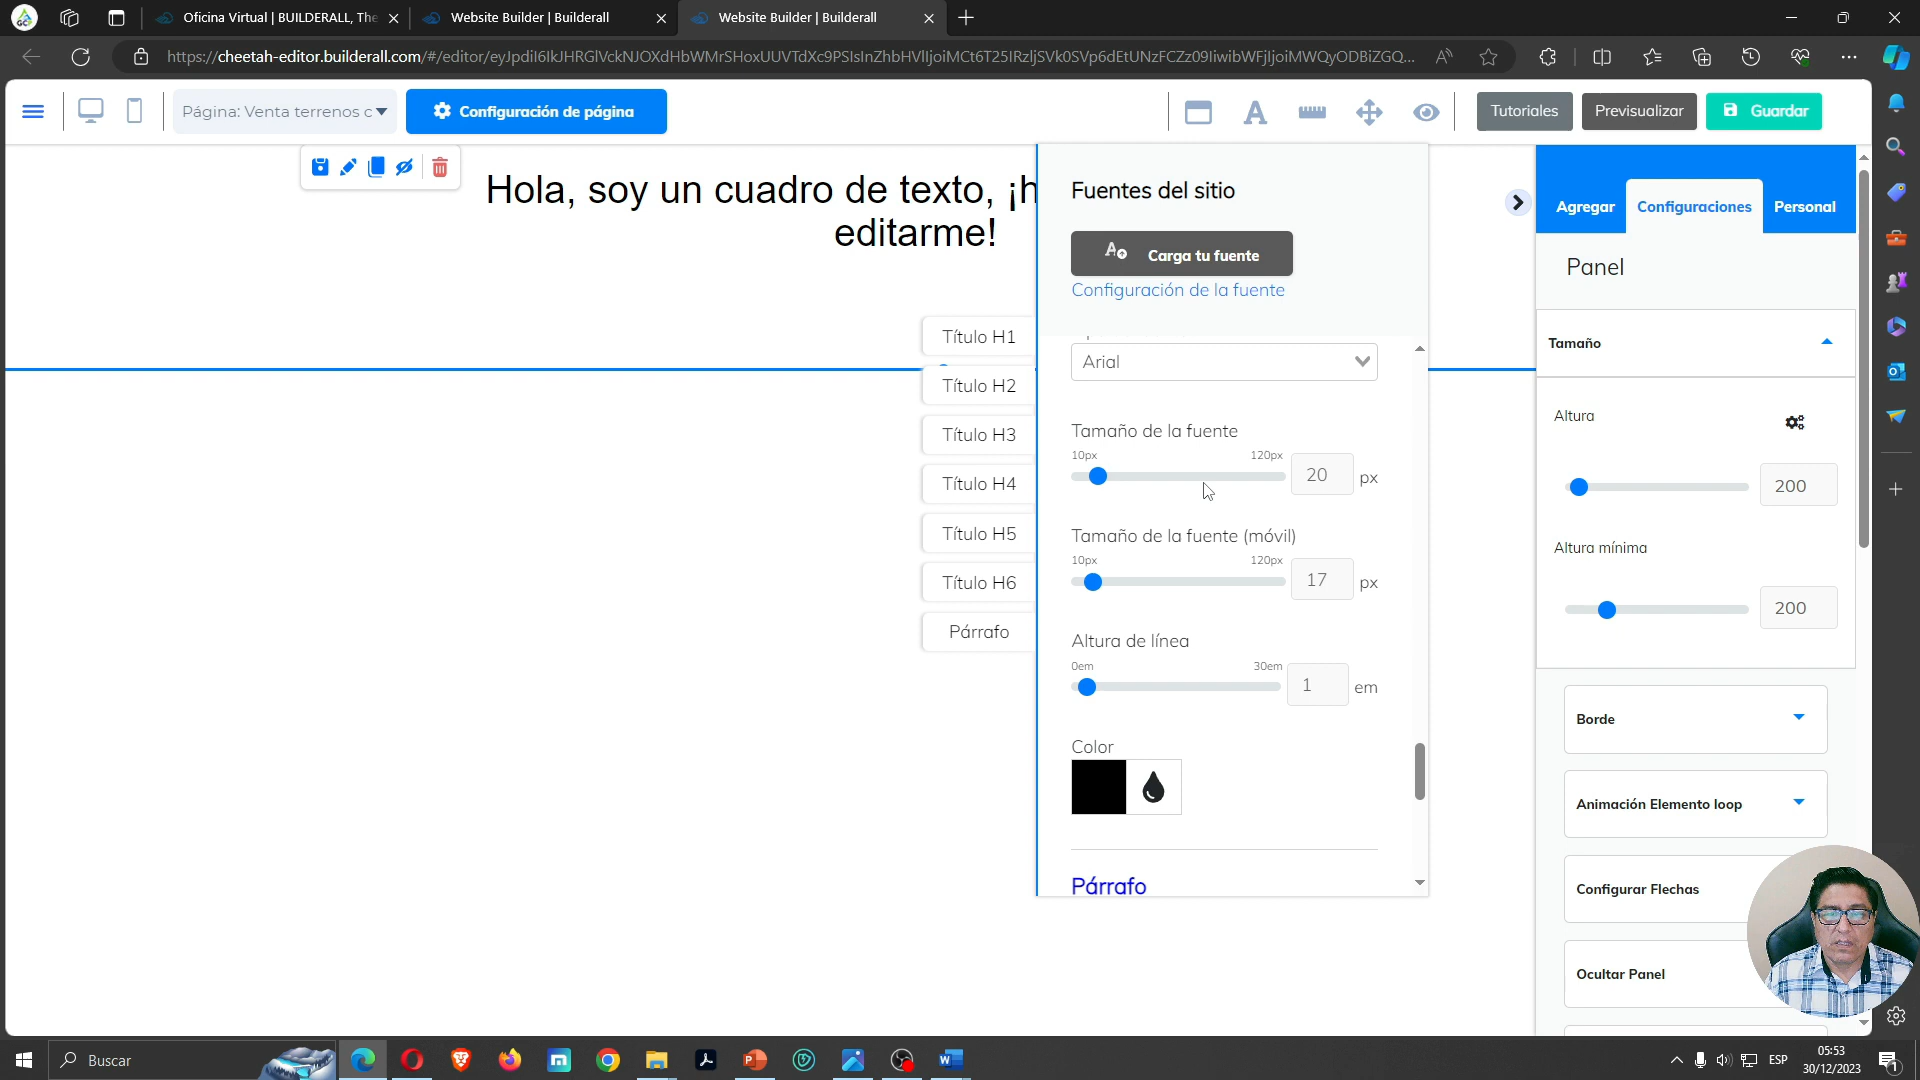 Oficina Virtual | BUILDERALL, The
Website Builder | Builderall
Website Builder | Builderall
https://cheetah-editor.builderall.com/#/editor/
Página: Venta terrenos c
Configuración de página
Tutoriales
Previsualizar
Guardar
Hola, soy un cuadro de texto, ¡h
editarme!
Título H1
Título H2
Título H3
Título H4
Título H5
Título H6
Párrafo
Fuentes del sitio
Carga tu fuente
Configuración de la fuente
Arial
Tamaño de la fuente
10px 120px
20 px
Tamaño de la fuente (móvil)
10px 120px
17 px
Altura de línea
0em 30em
1 em
Color
Párrafo
Agregar Configuraciones Personal
Panel
Tamaño
Altura
200
Altura mínima
200
Borde
Animación Elemento loop
Configurar Flechas
Ocultar Panel
Buscar
ESP
05:53
30/12/2023